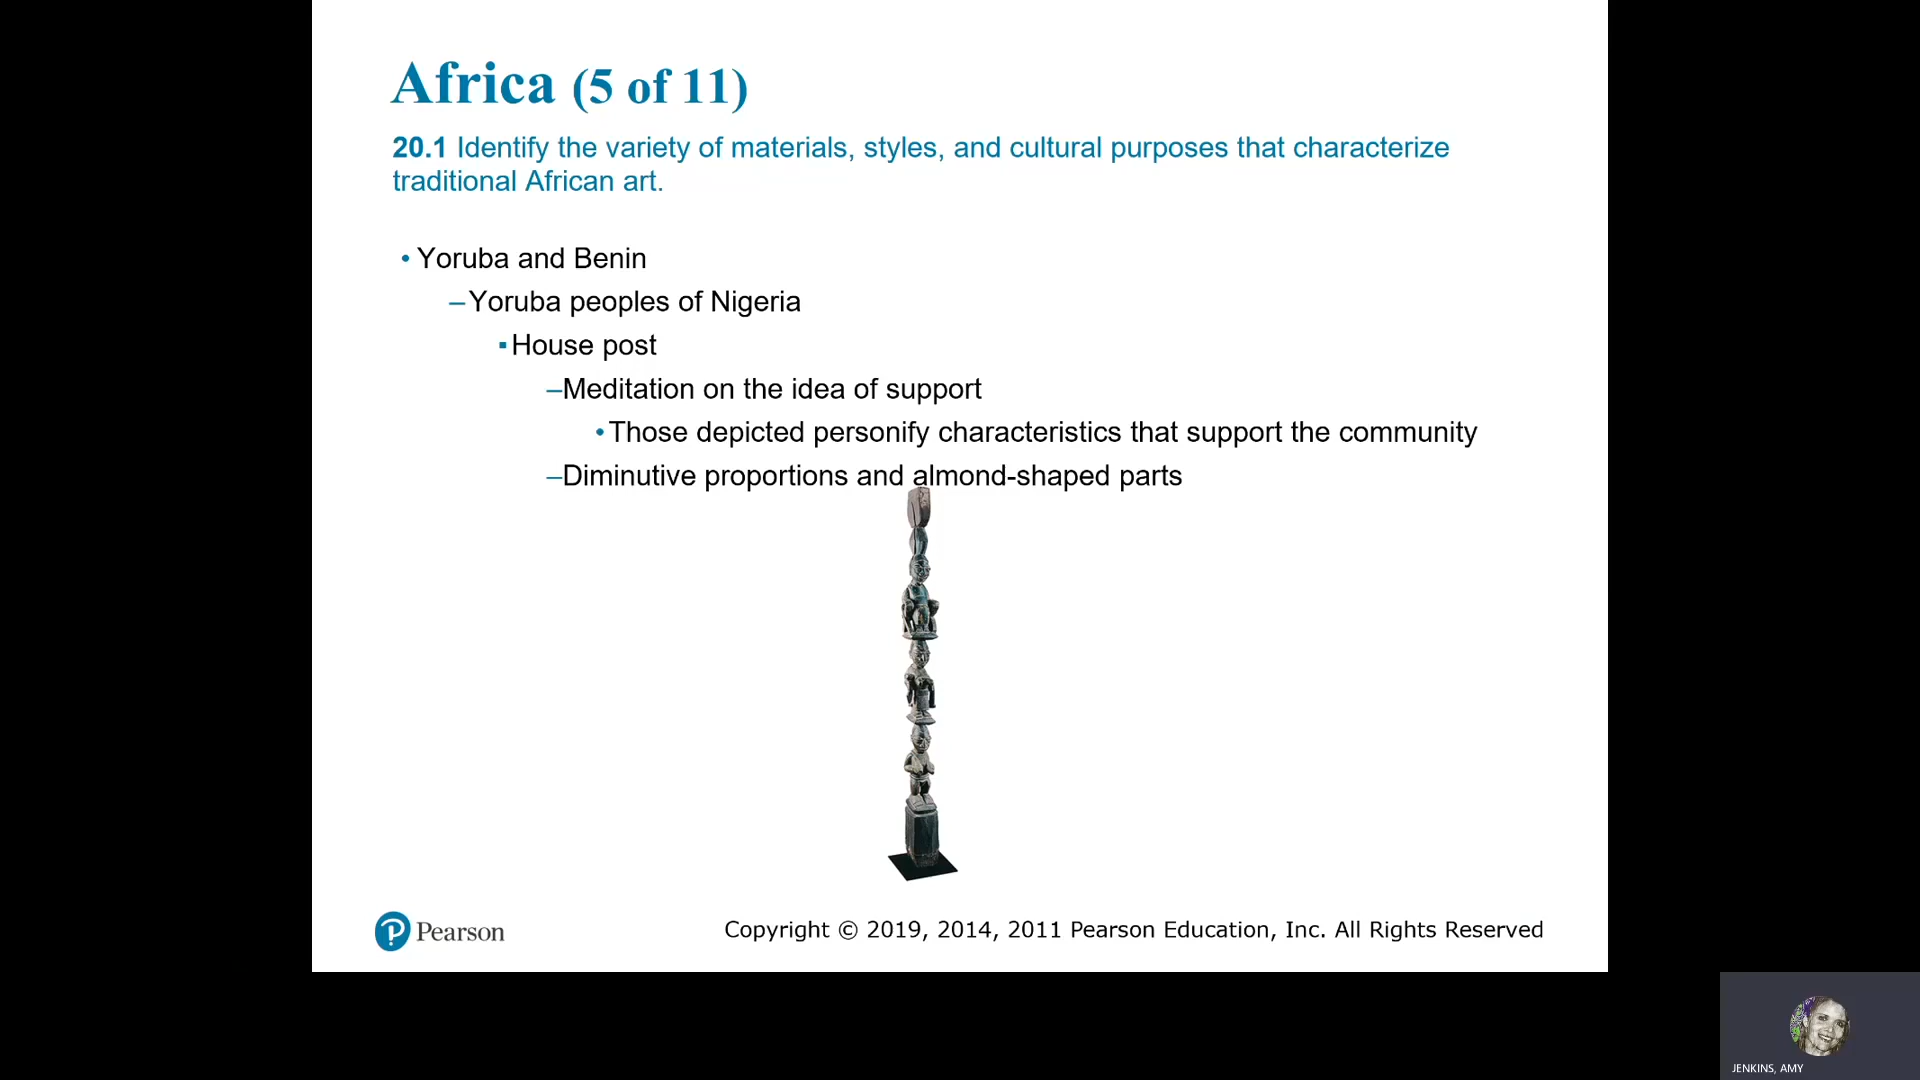 Africa (5 of 11)
20.1 Identify the variety of materials, styles, and cultural purposes that characterize
traditional African art.
• Yoruba and Benin
–Yoruba peoples of Nigeria
▪House post
–Meditation on the idea of support
•Those depicted personify characteristics that support the community
–Diminutive proportions and almond-shaped parts
Pearson
Copyright © 2019, 2014, 2011 Pearson Education, Inc. All Rights Reserved
JENKINS, AMY